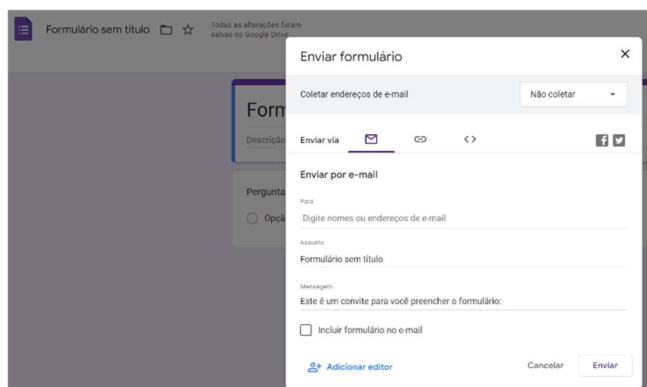 Formulário sem título
Todas as alterações foram
salvas no Google Drive
Enviar formulário
Coletar endereços de e-mail
Não coletar
Form
Descrição
Enviar via
Enviar por e-mail
Pergunta
Para
Opçã
Digite nomes ou endereços de e-mail
Assunto
Formulário sem título
Mensagem
Este é um convite para você preencher o formulário:
Incluir formulário no e-mail
Adicionar editor
Cancelar
Enviar